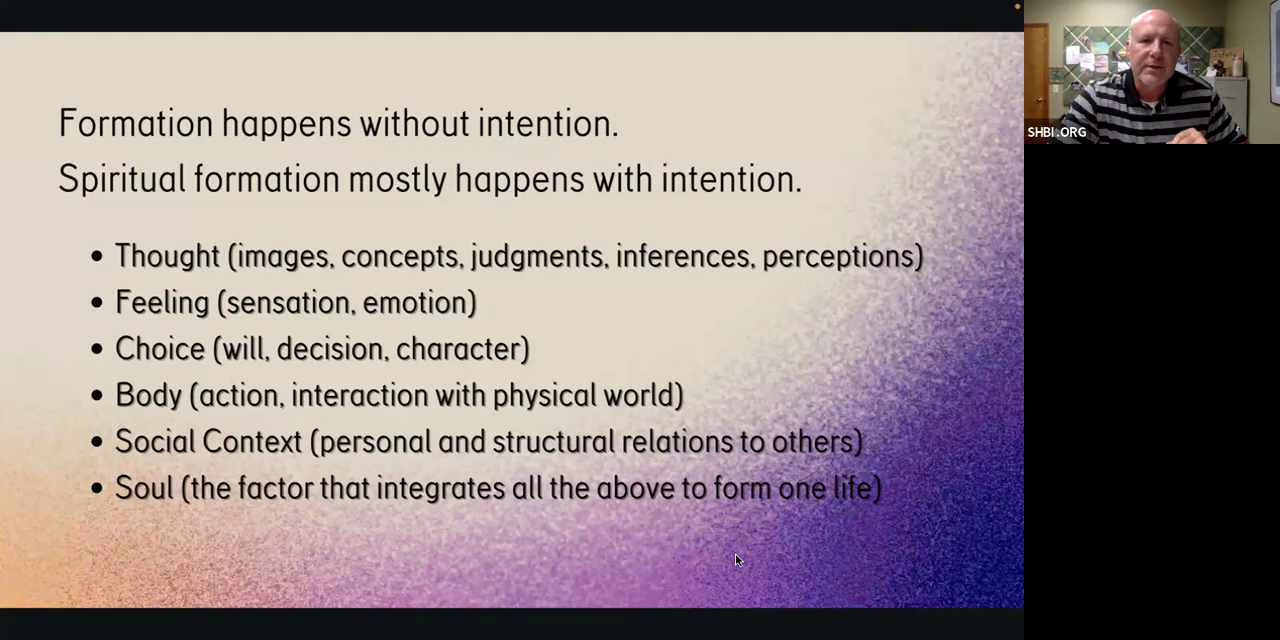 Formation happens without intention.
Spiritual formation mostly happens with intention.
• Thought (images, concepts, judgments, inferences, perceptions)
• Feeling (sensation, emotion)
• Choice (will, decision, character)
• Body (action, interaction with physical world)
• Social Context (personal and structural relations to others)
• Soul (the factor that integrates all the above to form one life)
SHBI.ORG